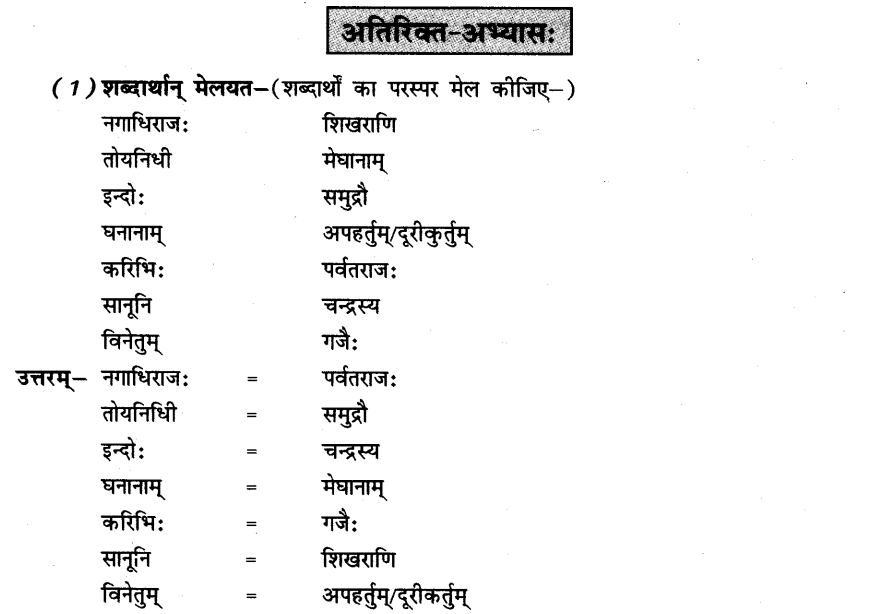 अतिरिक्त-अभ्यासः
(1) शब्दार्थान् मेलयत–(शब्दार्थों का परस्पर मेल कीजिए–)
नगाधिराजः शिखराणि
तोयनिधी मेघानाम्
इन्दोः समुद्रौ
घनानाम् अपहर्तुम्/दूरीकुर्तुम्
करिभिः पर्वतराजः
सानूनि चन्द्रस्य
विनेतुम् गजैः
उत्तरम्– नगाधिराजः = पर्वतराजः
तोयनिधिी = समुद्रौ
इन्दोः = चन्द्रस्य
घनानाम् = मेघानाम्
करिभिः = गजैः
सानूनि = शिखराणि
विनेतुम् = अपहर्तुम्/दूरीकर्तुम्